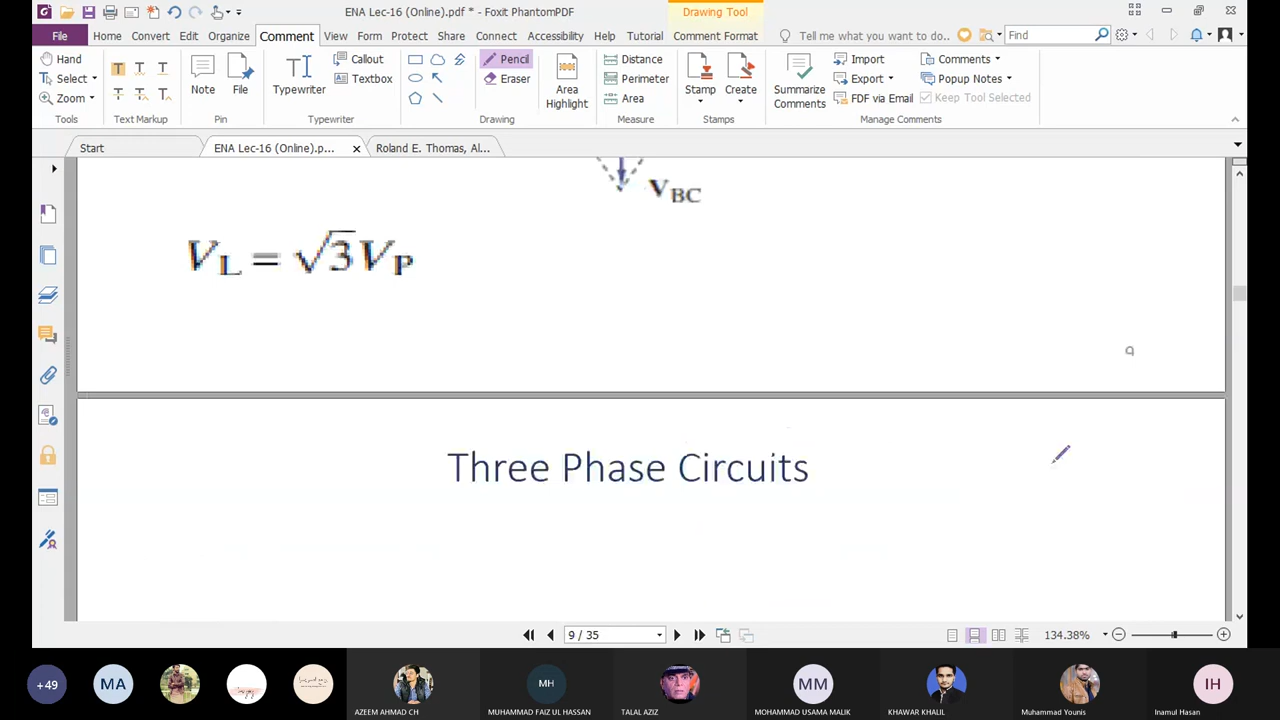 ENA Lec-16 (Online).pdf * - Foxit PhantomPDF
Drawing Tool
File Home Convert Edit Organize Comment View Form Protect Share Connect Accessibility Help Tutorial Comment Format Tell me what you want to do.. Find
Hand
Select
Zoom
Tools
T T T
T T T
Text Markup
Note File
Pin
Typewriter
Callout
Textbox
Typewriter
Pencil
Eraser
Area
Highlight
Drawing
Distance
Perimeter
Area
Measure
Stamp Create
Stamps
Summarize
Comments
Import
Export
FDF via Email
Comments
Popup Notes
Keep Tool Selected
Manage Comments
Start ENA Lec-16 (Online).p... Roland E. Thomas, Al...
V_BC
V_L = √3 V_P
9
Three Phase Circuits
9 / 35 134.38%
+49 MA MH MM IH
AZEEM AHMAD CH MUHAMMAD FAIZ UL HASSAN TALAL AZIZ MOHAMMAD USAMA MALIK KHAWAR KHALIL Muhammad Younis Inamul Hasan